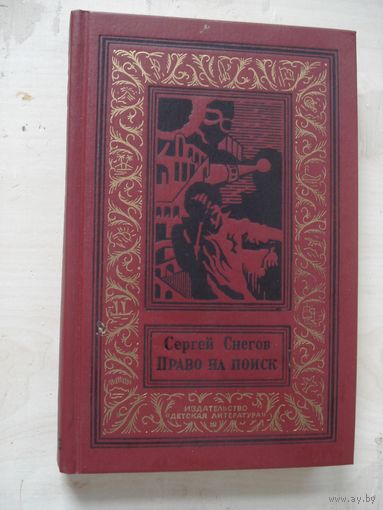 Сергей Снегов
Право на поиск
ИЗДАТЕЛЬСТВО
«ДЕТСКАЯ ЛИТЕРАТУРА»
www.ay.by